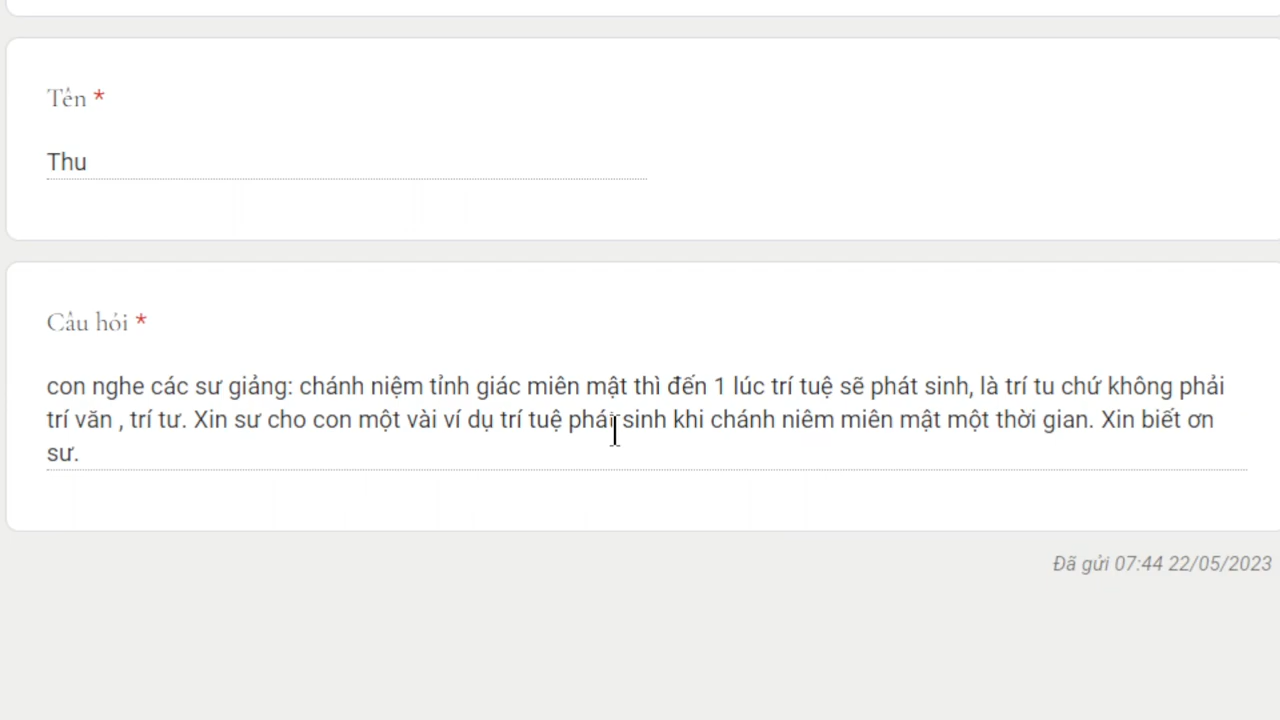 Tên *
Thu
Câu hỏi *
con nghe các sư giảng: chánh niệm tỉnh giác miên mật thì đến 1 lúc trí tuệ sẽ phát sinh, là trí tu chứ không phải
trí văn , trí tư. Xin sư cho con một vài ví dụ trí tuệ phát sinh khi chánh niêm miên mật một thời gian. Xin biết ơn
sư.
Đã gửi 07:44 22/05/2023